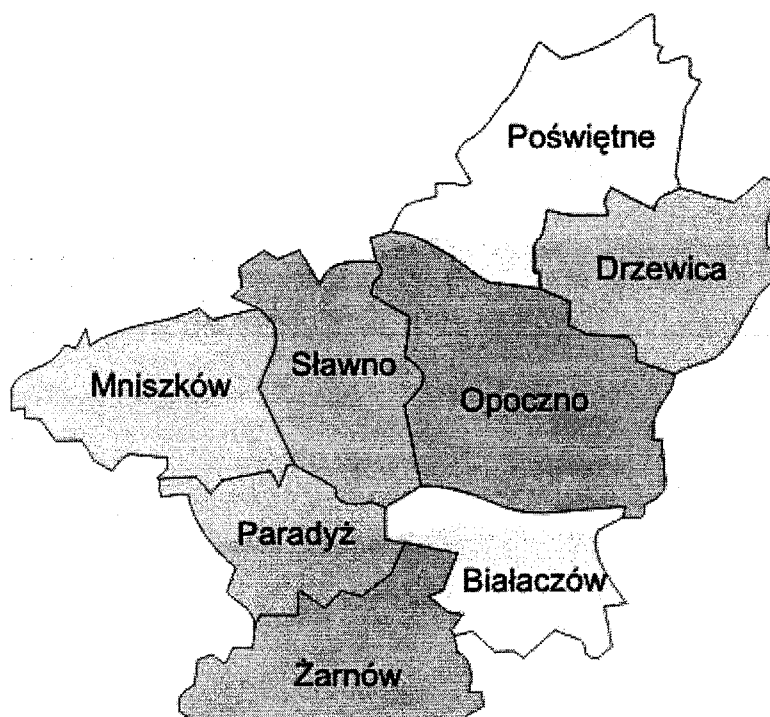 Poświętne
Drzewica
Sławno
Mniszków
Opoczno
Paradyż
Białaczów
Żarnów